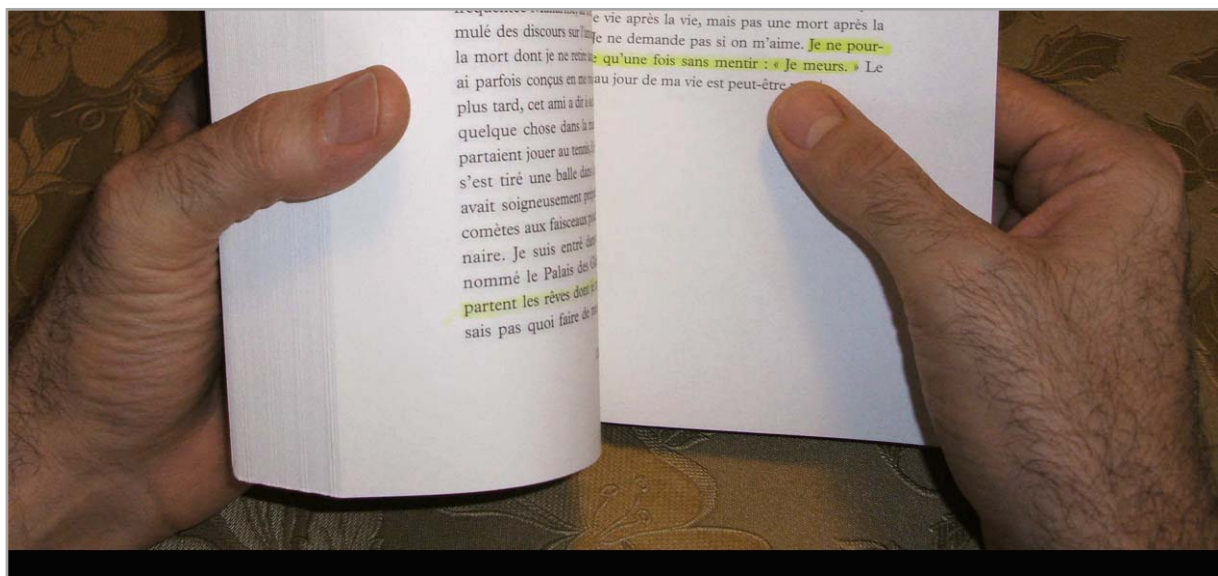 mulé des discours sur
la mort dont je ne
ai parfois conçus en
plus tard, cet ami a dit à
quelque chose dans la
partaient jouer au tennis,
s'est tiré une balle dans
avait soigneusement
comètes aux faisceaux
naire. Je suis entré dans
nommé le Palais des
partent les rêves dont
sais pas quoi faire de
e vie après la vie, mais pas une mort après la
Je ne demande pas si on m'aime. Je ne pour-
e qu'une fois sans mentir : « Je meurs. » Le
au jour de ma vie est peut-être